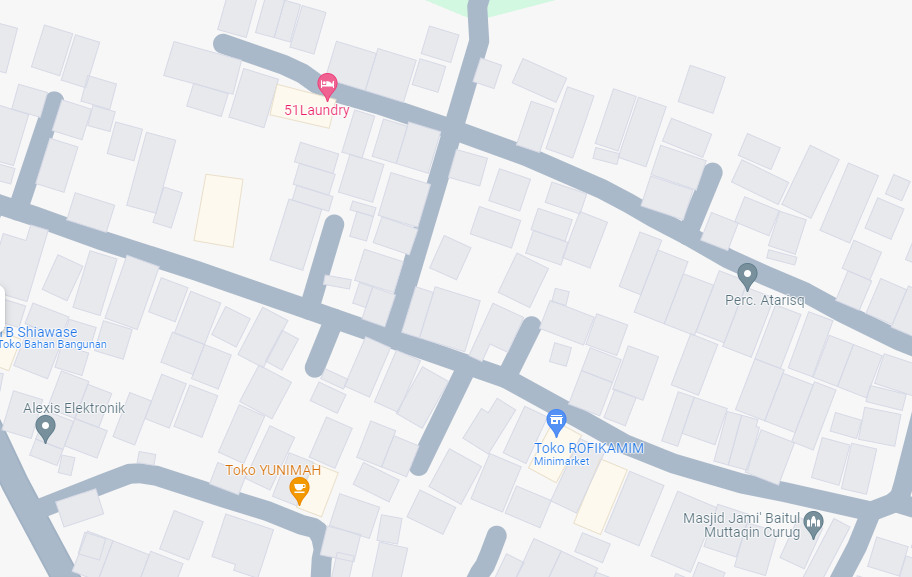 51Laundry
Perc. Atarisq
B Shiawase
Toko Bahan Bangunan
Alexis Elektronik
Toko ROFIKAMIM
Minimarket
Toko YUNIMAH
Masjid Jami' Baitul
Muttaqin Curug